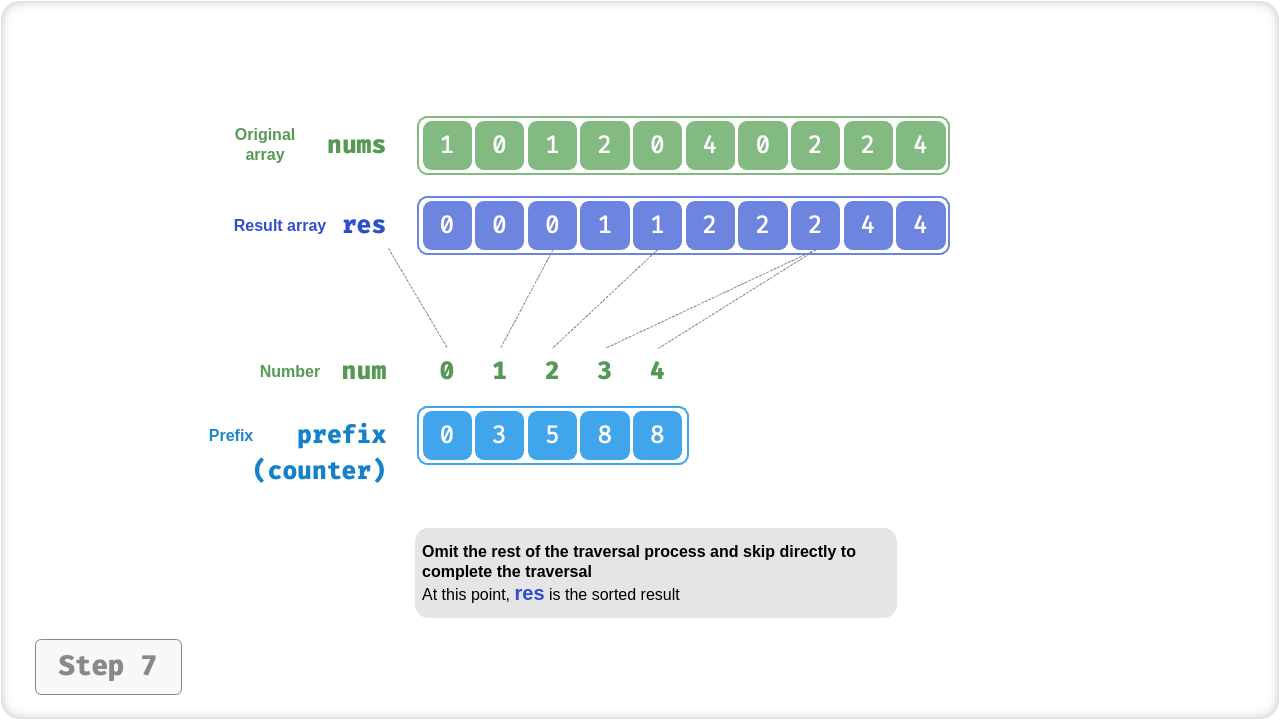 Original
array
nums
1 0 1 2 0 4 0 2 2 4
Result array res
0 0 0 1 1 2 2 2 4 4
Number num
0 1 2 3 4
Prefix prefix
(counter)
0 3 5 8 8
Omit the rest of the traversal process and skip directly to
complete the traversal
At this point, res is the sorted result
Step 7